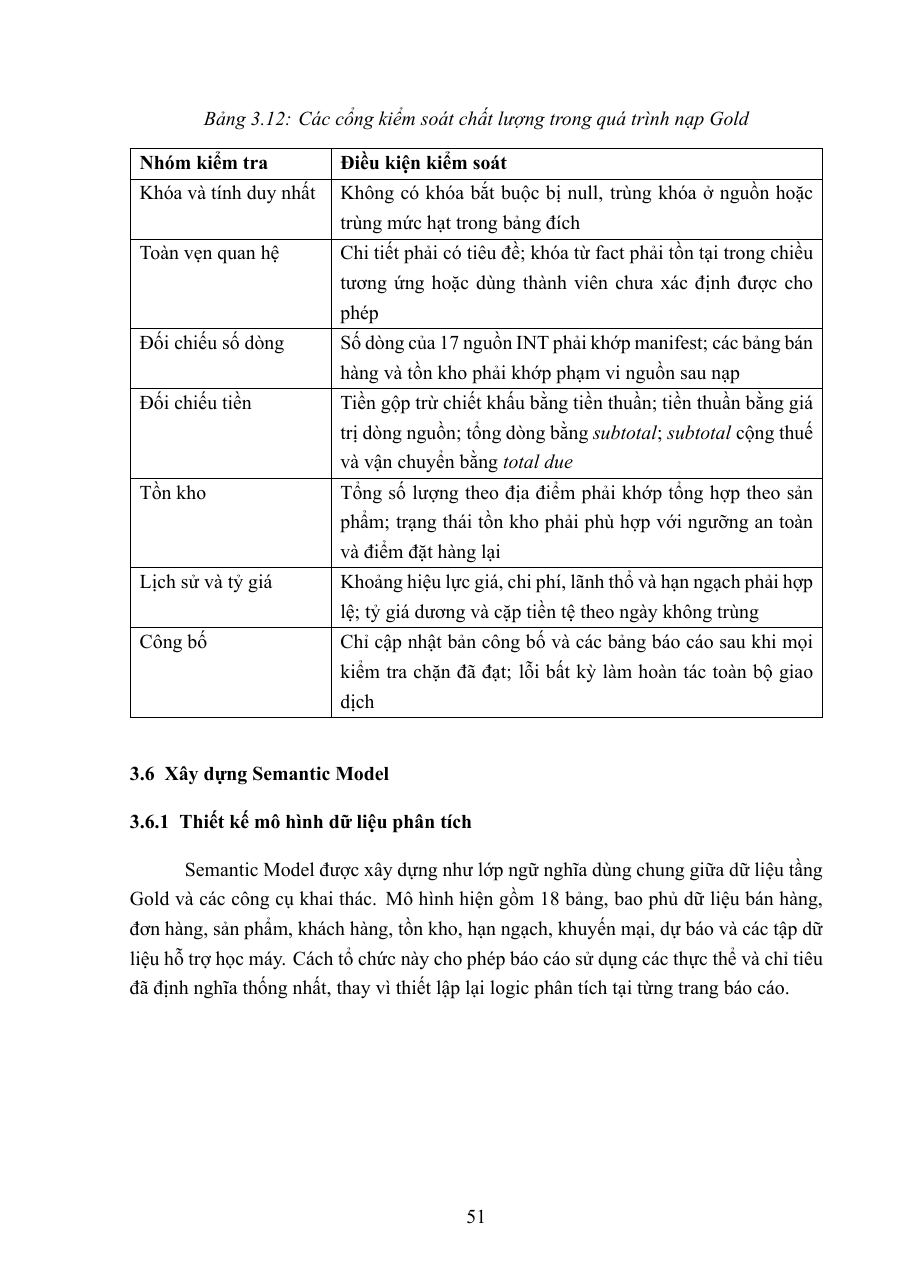 Bảng 3.12: Các cổng kiểm soát chất lượng trong quá trình nạp Gold
Nhóm kiểm tra
Điều kiện kiểm soát
Khóa và tính duy nhất
Không có khóa bắt buộc bị null, trùng khóa ở nguồn hoặc
trùng mức hạt trong bảng đích
Toàn vẹn quan hệ
Chi tiết phải có tiêu đề; khóa từ fact phải tồn tại trong chiều
tương ứng hoặc dùng thành viên chưa xác định được cho
phép
Đối chiếu số dòng
Số dòng của 17 nguồn INT phải khớp manifest; các bảng bán
hàng và tồn kho phải khớp phạm vi nguồn sau nạp
Đối chiếu tiền
Tiền gộp trừ chiết khấu bằng tiền thuần; tiền thuần bằng giá
trị dòng nguồn; tổng dòng bằng subtotal; subtotal cộng thuế
và vận chuyển bằng total due
Tồn kho
Tổng số lượng theo địa điểm phải khớp tổng hợp theo sản
phẩm; trạng thái tồn kho phải phù hợp với ngưỡng an toàn
và điểm đặt hàng lại
Lịch sử và tỷ giá
Khoảng hiệu lực giá, chi phí, lãnh thổ và hạn ngạch phải hợp
lệ; tỷ giá dương và cặp tiền tệ theo ngày không trùng
Công bố
Chỉ cập nhật bản công bố và các bảng báo cáo sau khi mọi
kiểm tra chặn đã đạt; lỗi bất kỳ làm hoàn tác toàn bộ giao
dịch
3.6 Xây dựng Semantic Model
3.6.1 Thiết kế mô hình dữ liệu phân tích
Semantic Model được xây dựng như lớp ngữ nghĩa dùng chung giữa dữ liệu tầng
Gold và các công cụ khai thác. Mô hình hiện gồm 18 bảng, bao phủ dữ liệu bán hàng,
đơn hàng, sản phẩm, khách hàng, tồn kho, hạn ngạch, khuyến mại, dự báo và các tập dữ
liệu hỗ trợ học máy. Cách tổ chức này cho phép báo cáo sử dụng các thực thể và chỉ tiêu
đã định nghĩa thống nhất, thay vì thiết lập lại logic phân tích tại từng trang báo cáo.
51